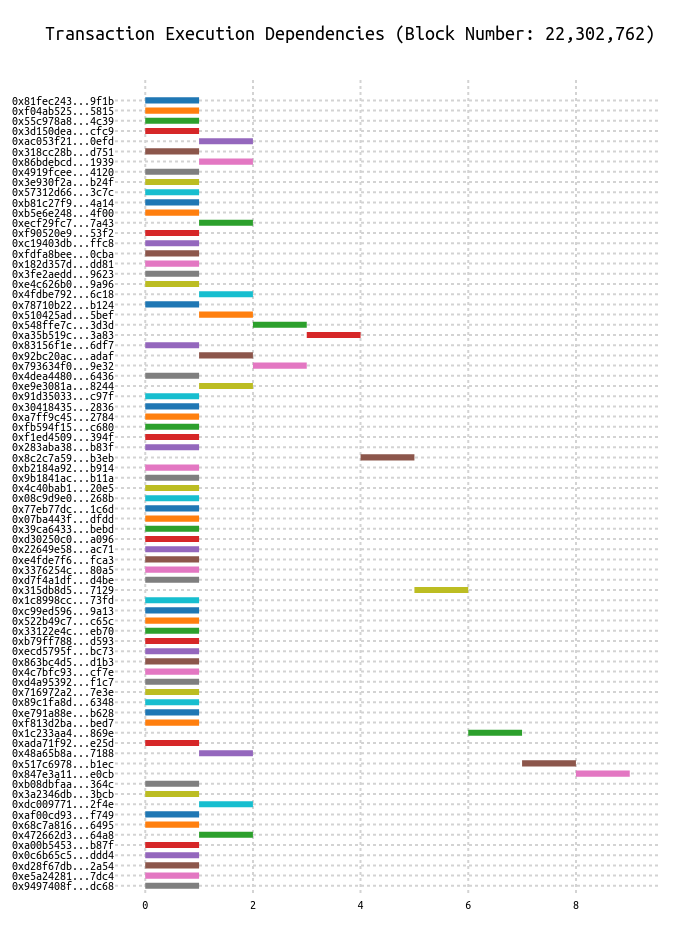 Transaction Execution Dependencies (Block Number: 22,302,762)
0x81fec243...9f1b
0xf04ab525...5815
0x55c978a8...4c39
0x3d150dea...cfc9
0xac053f21...0efd
0x318cc28b...d751
0x86bdebcd...1939
0x4919fcee...4120
0x3e930f2a...b24f
0x57312d66...3c7c
0xb81c27f9...4a14
0xb5e6e248...4f00
0xecf29fc7...7a43
0xf90520e9...53f2
0xc19403db...ffc8
0xfdfa8bee...0cba
0x182d357d...dd81
0x3fe2aedd...9623
0xe4c626b0...9a96
0x4fdbe792...6c18
0x78710b22...b124
0x510425ad...5bef
0x548ffe7c...3d3d
0xa35b519c...3a83
0x83156f1e...6df7
0x92bc20ac...adaf
0x793634f0...9e32
0x4dea4480...6436
0xe9e3081a...8244
0x91d35033...c97f
0x30418435...2836
0xa7ff9c45...2784
0xfb594f15...c680
0xf1ed4509...394f
0x283aba38...b83f
0x8c2c7a59...b3eb
0xb2184a92...b914
0x9b1841ac...b11a
0x4c40bab1...20e5
0x08c9d9e0...268b
0x77eb77dc...1c6d
0x07ba443f...dfdd
0x39ca6433...bebd
0xd30250c0...a096
0x22649e58...ac71
0xe4fde7f6...fca3
0x3376254c...80a5
0xd7f4a1df...d4be
0x315db8d5...7129
0x1c8998cc...73fd
0xc99ed596...9a13
0x522b49c7...c65c
0x33122e4c...eb70
0xb79ff788...d593
0xecd5795f...bc73
0x863bc4d5...d1b3
0x4c7bfc93...cf7e
0xd4a95392...f1c7
0x716972a2...7e3e
0x89c1fa8d...6348
0xe791a88e...b628
0xf813d2ba...bed7
0x1c233aa4...869e
0xada71f92...e25d
0x48a65b8a...7188
0x517c6978...b1ec
0x847e3a11...e0cb
0xb08dbfaa...364c
0x3a2346db...3bcb
0xdc009771...2f4e
0xaf00cd93...f749
0x68c7a816...6495
0x472662d3...64a8
0xa00b5453...b87f
0x0c6b65c5...ddd4
0xd28f67db...2a54
0xe5a24281...7dc4
0x9497408f...dc68
0 2 4 6 8